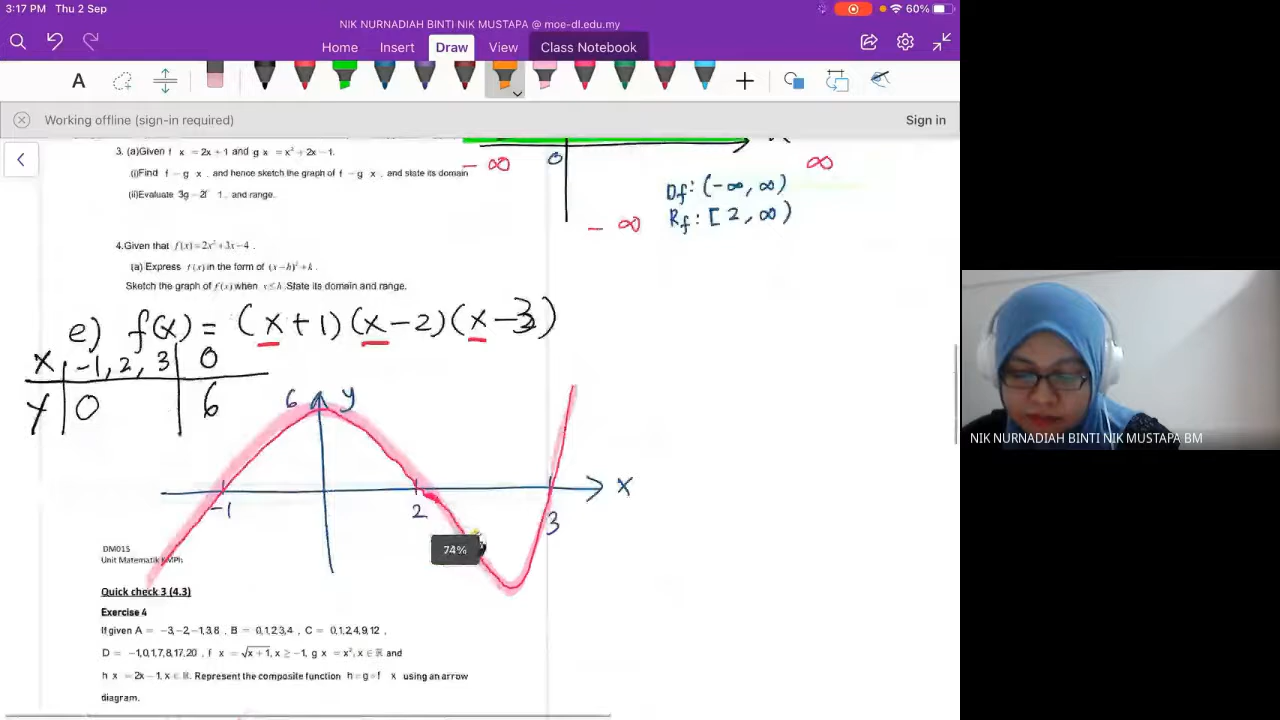 3:17 PM Thu 2 Sep
60%
NIK NURNADIAH BINTI NIK MUSTAPA @ moe-dl.edu.my
Home Insert Draw View Class Notebook
A
Working offline (sign-in required) Sign in
3. (a)Given f x = 2x+1 and g x = x² + 2x – 1.
(i)Find f – g x , and hence sketch the graph of f – g x , and state its domain
(ii)Evaluate 3g – 2f 1 , and range.
– ∞ 0 ∞
– ∞
Df: (-∞, ∞)
Rf: [2, ∞)
4.Given that f(x) = 2x² + 3x – 4 .
(a) Express f(x) in the form of (x – h)² + k .
Sketch the graph of f(x) when x ≤ h .State its domain and range.
e) f(x) = (x+1)(x-2)(x-3)
x -1, 2, 3 0
y 0 6
6 y
x
-1 2 3
74%
DM015
Unit Matematik KMPh
Quick check 3 (4.3)
Exercise 4
If given A = –3,–2,–1,3,8 , B = 0,1,2,3,4 , C = 0,1,2,4,9,12 ,
D = –1,0,1,7,8,17,20 , f x = √x+1, x ≥ –1, g x = x², x ∈ ℝ and
h x = 2x – 1, x ∈ ℝ. Represent the composite function h∘g∘f x using an arrow
diagram.
NIK NURNADIAH BINTI NIK MUSTAPA BM